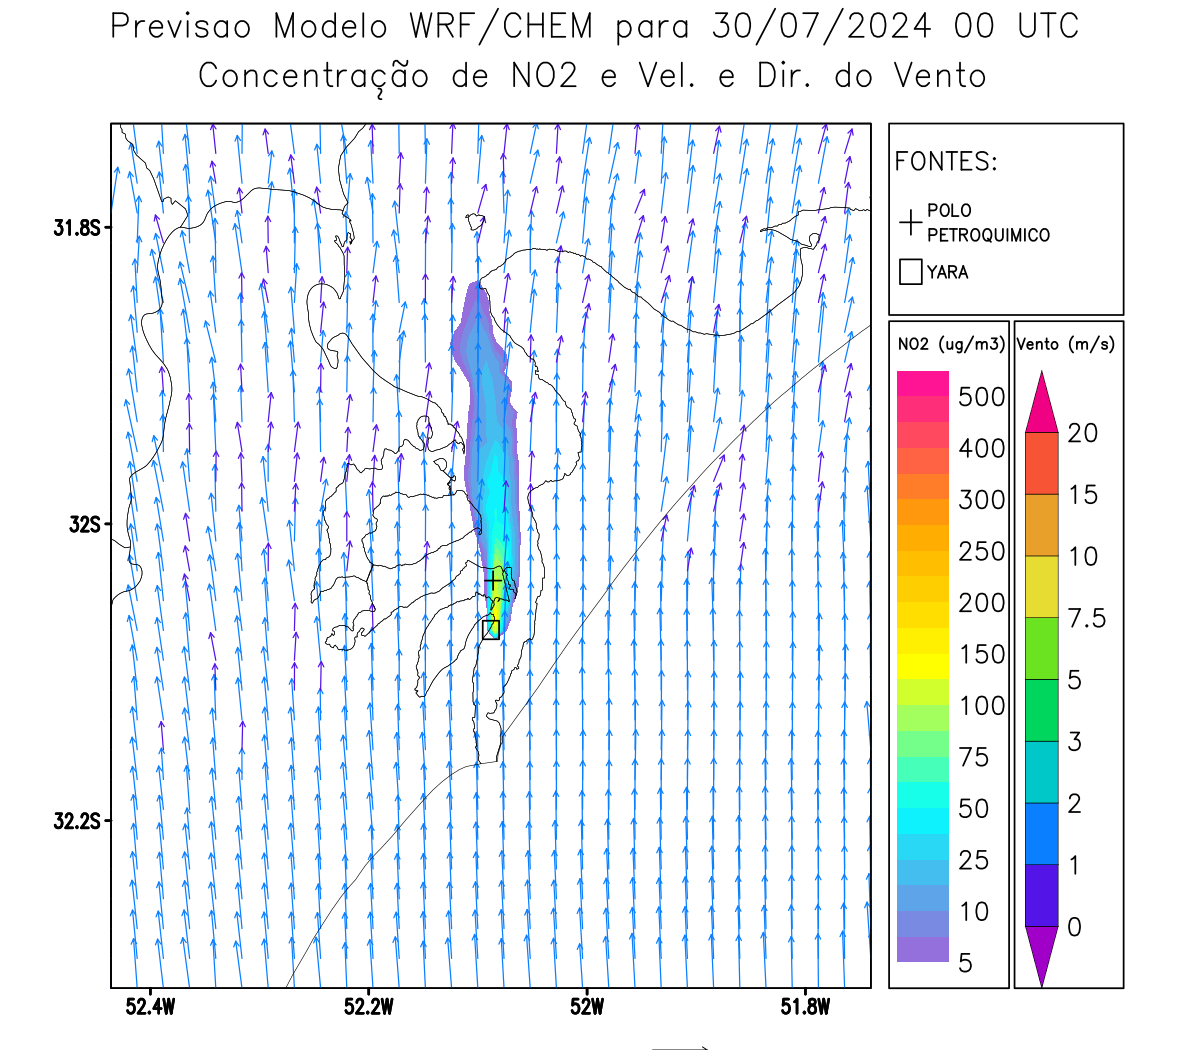 Previsao Modelo WRF/CHEM para 30/07/2024 00 UTC
Concentração de NO2 e Vel. e Dir. do Vento
FONTES:
POLO
PETROQUIMICO
YARA
NO2 (ug/m3)
500
400
300
250
200
150
100
75
50
25
10
5
Vento (m/s)
20
15
10
7.5
5
3
2
1
0
31.8S
32S
32.2S
52.4W
52.2W
52W
51.8W